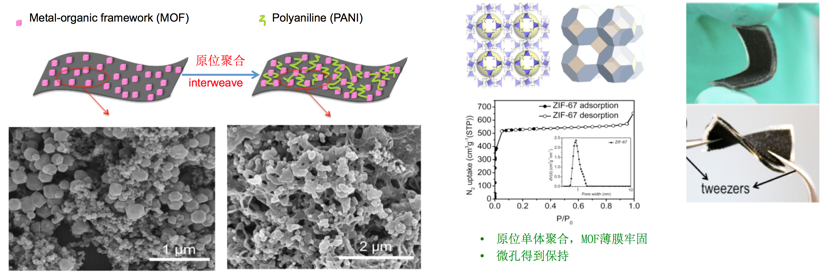 Metal-organic framework (MOF)
Polyaniline (PANI)
原位聚合
interweave
1 μm
2 μm
700
600
500
400
300
200
100
0
N₂ uptake (cm³g⁻¹(STP))
ZIF-67 adsorption
ZIF-67 desorption
ZIF-67
Pore width (nm)
0.0 0.2 0.4 0.6 0.8 1.0
P/P₀
tweezers
• 原位单体聚合，MOF薄膜牢固
• 微孔得到保持